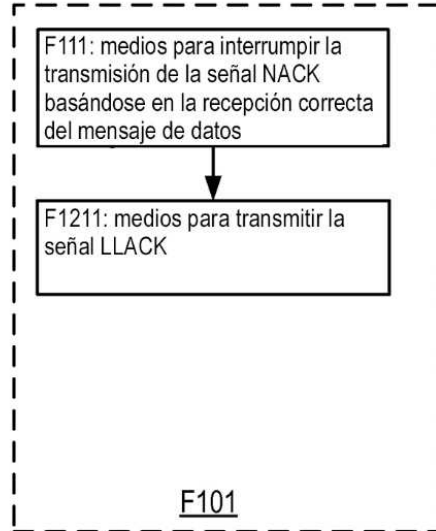 F111: medios para interrumpir la
transmisión de la señal NACK
basándose en la recepción correcta
del mensaje de datos
F1211: medios para transmitir la
señal LLACK
F101